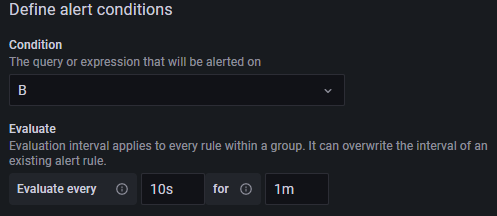 Define alert conditions
Condition
The query or expression that will be alerted on
B
Evaluate
Evaluation interval applies to every rule within a group. It can overwrite the interval of an
existing alert rule.
Evaluate every 10s for 1m